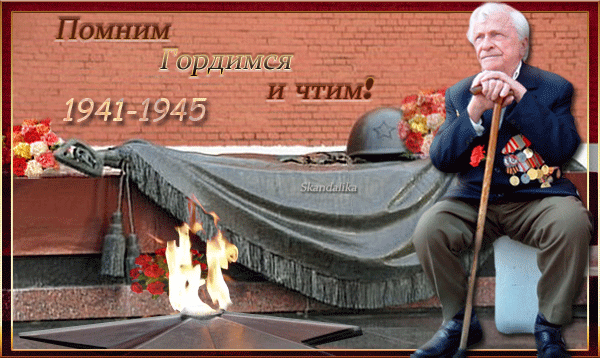 Помним
Гордимся
и чтим!
1941-1945
Skandalika